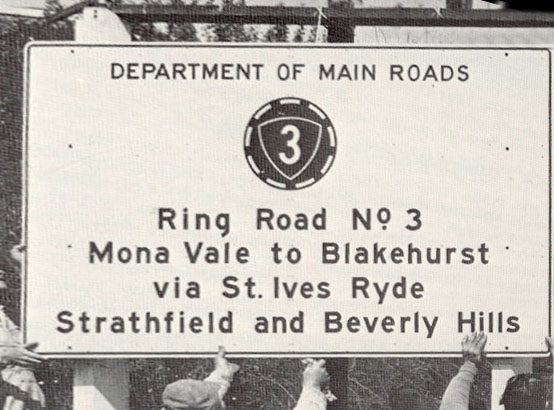 DEPARTMENT OF MAIN ROADS
3
Ring Road Nº 3
Mona Vale to Blakehurst
via St. Ives Ryde
Strathfield and Beverly Hills